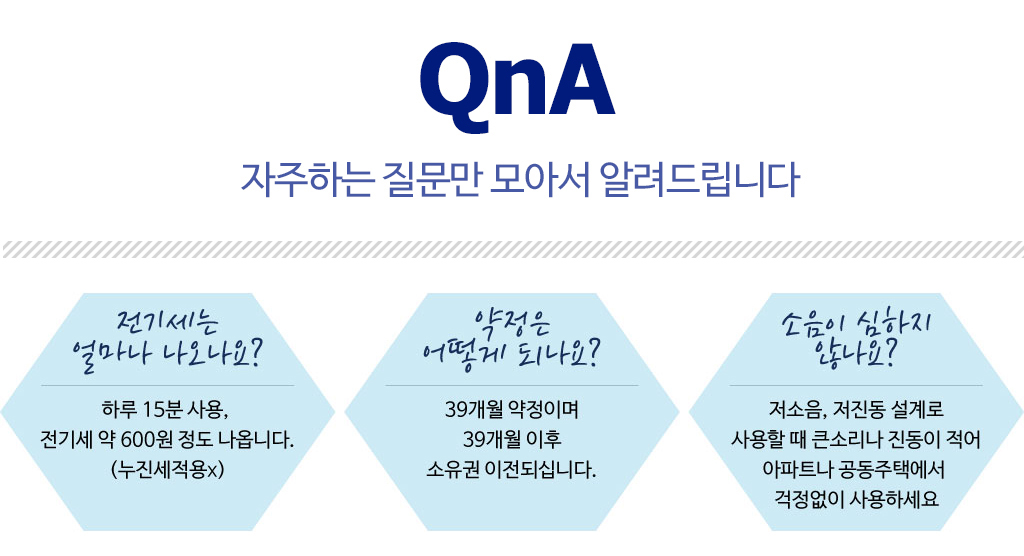 QnA
자주하는 질문만 모아서 알려드립니다
전기세는
얼마나 나오나요?
하루 15분 사용,
전기세 약 600원 정도 나옵니다.
(누진세적용x)
약정은
어떻게 되나요?
39개월 약정이며
39개월 이후
소유권 이전되십니다.
소음이 심하지
않나요?
저소음, 저진동 설계로
사용할 때 큰소리나 진동이 적어
아파트나 공동주택에서
걱정없이 사용하세요